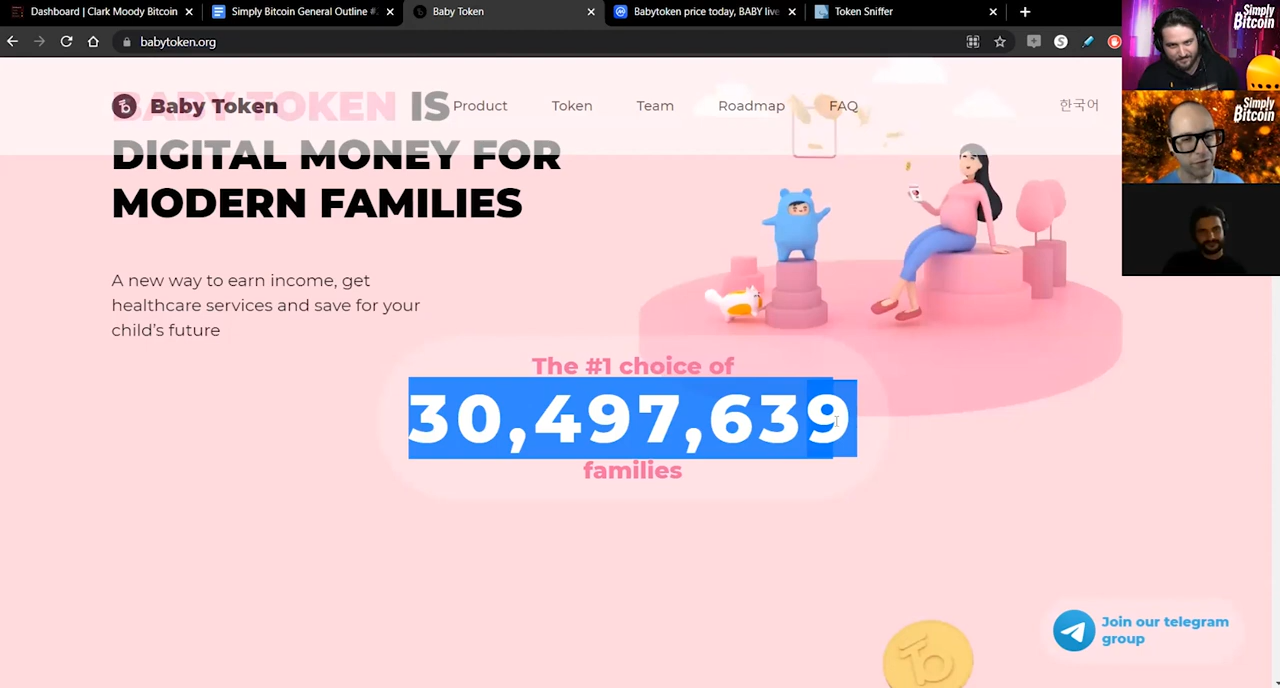 Dashboard | Clark Moody Bitcoin
Simply Bitcoin General Outline #
Baby Token
Babytoken price today, BABY live
Token Sniffer
babytoken.org
Simply
Bitcoin
Simply
Bitcoin
Baby Token
Product
Token
Team
Roadmap
FAQ
한국어
BABY TOKEN IS
DIGITAL MONEY FOR
MODERN FAMILIES
A new way to earn income, get
healthcare services and save for your
child's future
The #1 choice of
30,497,639
families
Join our telegram
group